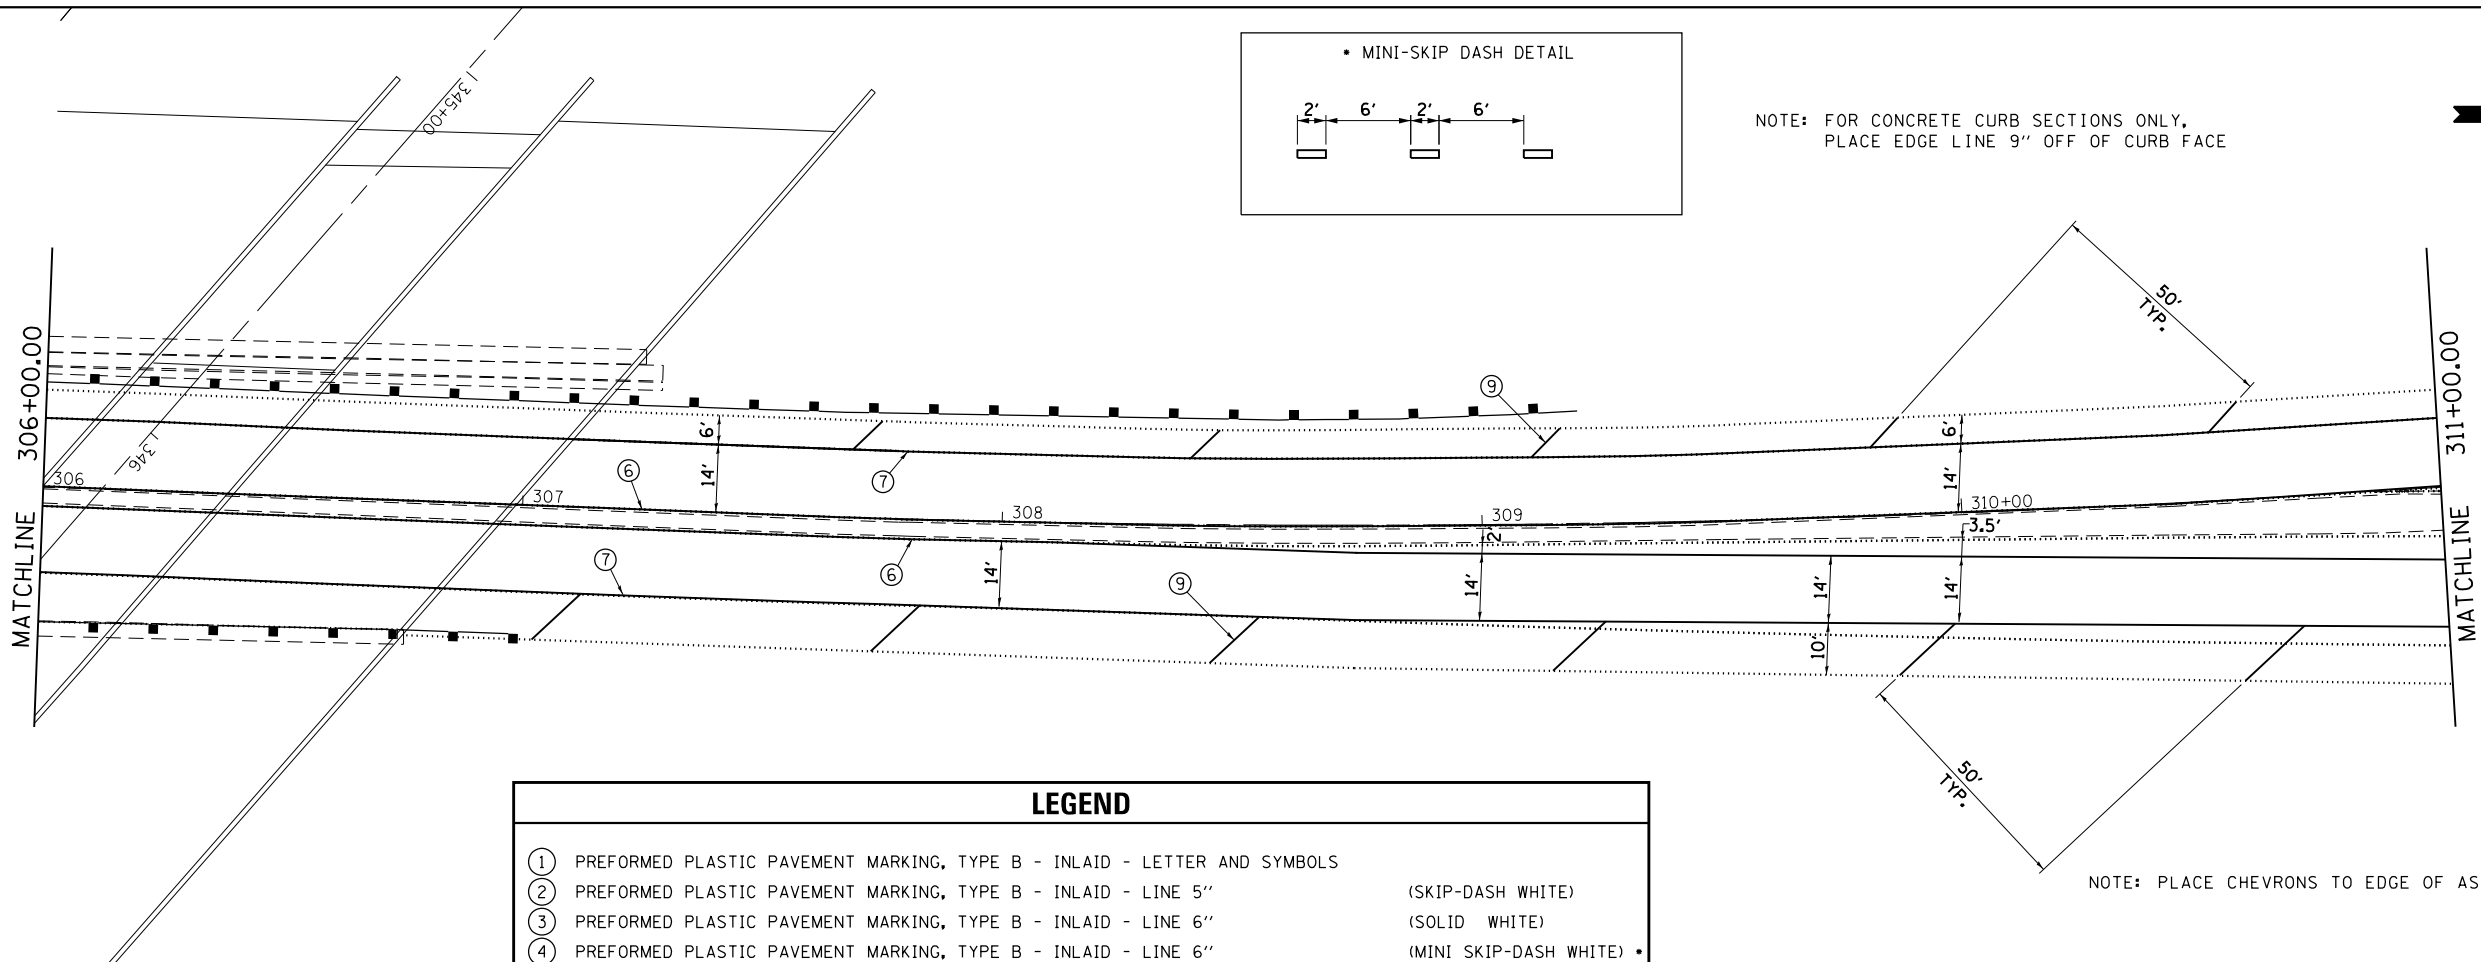 * MINI-SKIP DASH DETAIL
2' 6' 2' 6'
NOTE: FOR CONCRETE CURB SECTIONS ONLY,
PLACE EDGE LINE 9'' OFF OF CURB FACE
345+00
346
50'
TYP.
306+00.00
MATCHLINE
311+00.00
MATCHLINE
9
6'
6'
7
14'
14'
6
306
307
308
309
310+00
3.5'
2'
7
6
9
14'
14'
14'
14'
10'
50'
TYP.
LEGEND
1 PREFORMED PLASTIC PAVEMENT MARKING, TYPE B - INLAID - LETTER AND SYMBOLS
2 PREFORMED PLASTIC PAVEMENT MARKING, TYPE B - INLAID - LINE 5'' (SKIP-DASH WHITE)
3 PREFORMED PLASTIC PAVEMENT MARKING, TYPE B - INLAID - LINE 6'' (SOLID WHITE)
4 PREFORMED PLASTIC PAVEMENT MARKING, TYPE B - INLAID - LINE 6'' (MINI SKIP-DASH WHITE) *
NOTE: PLACE CHEVRONS TO EDGE OF AS